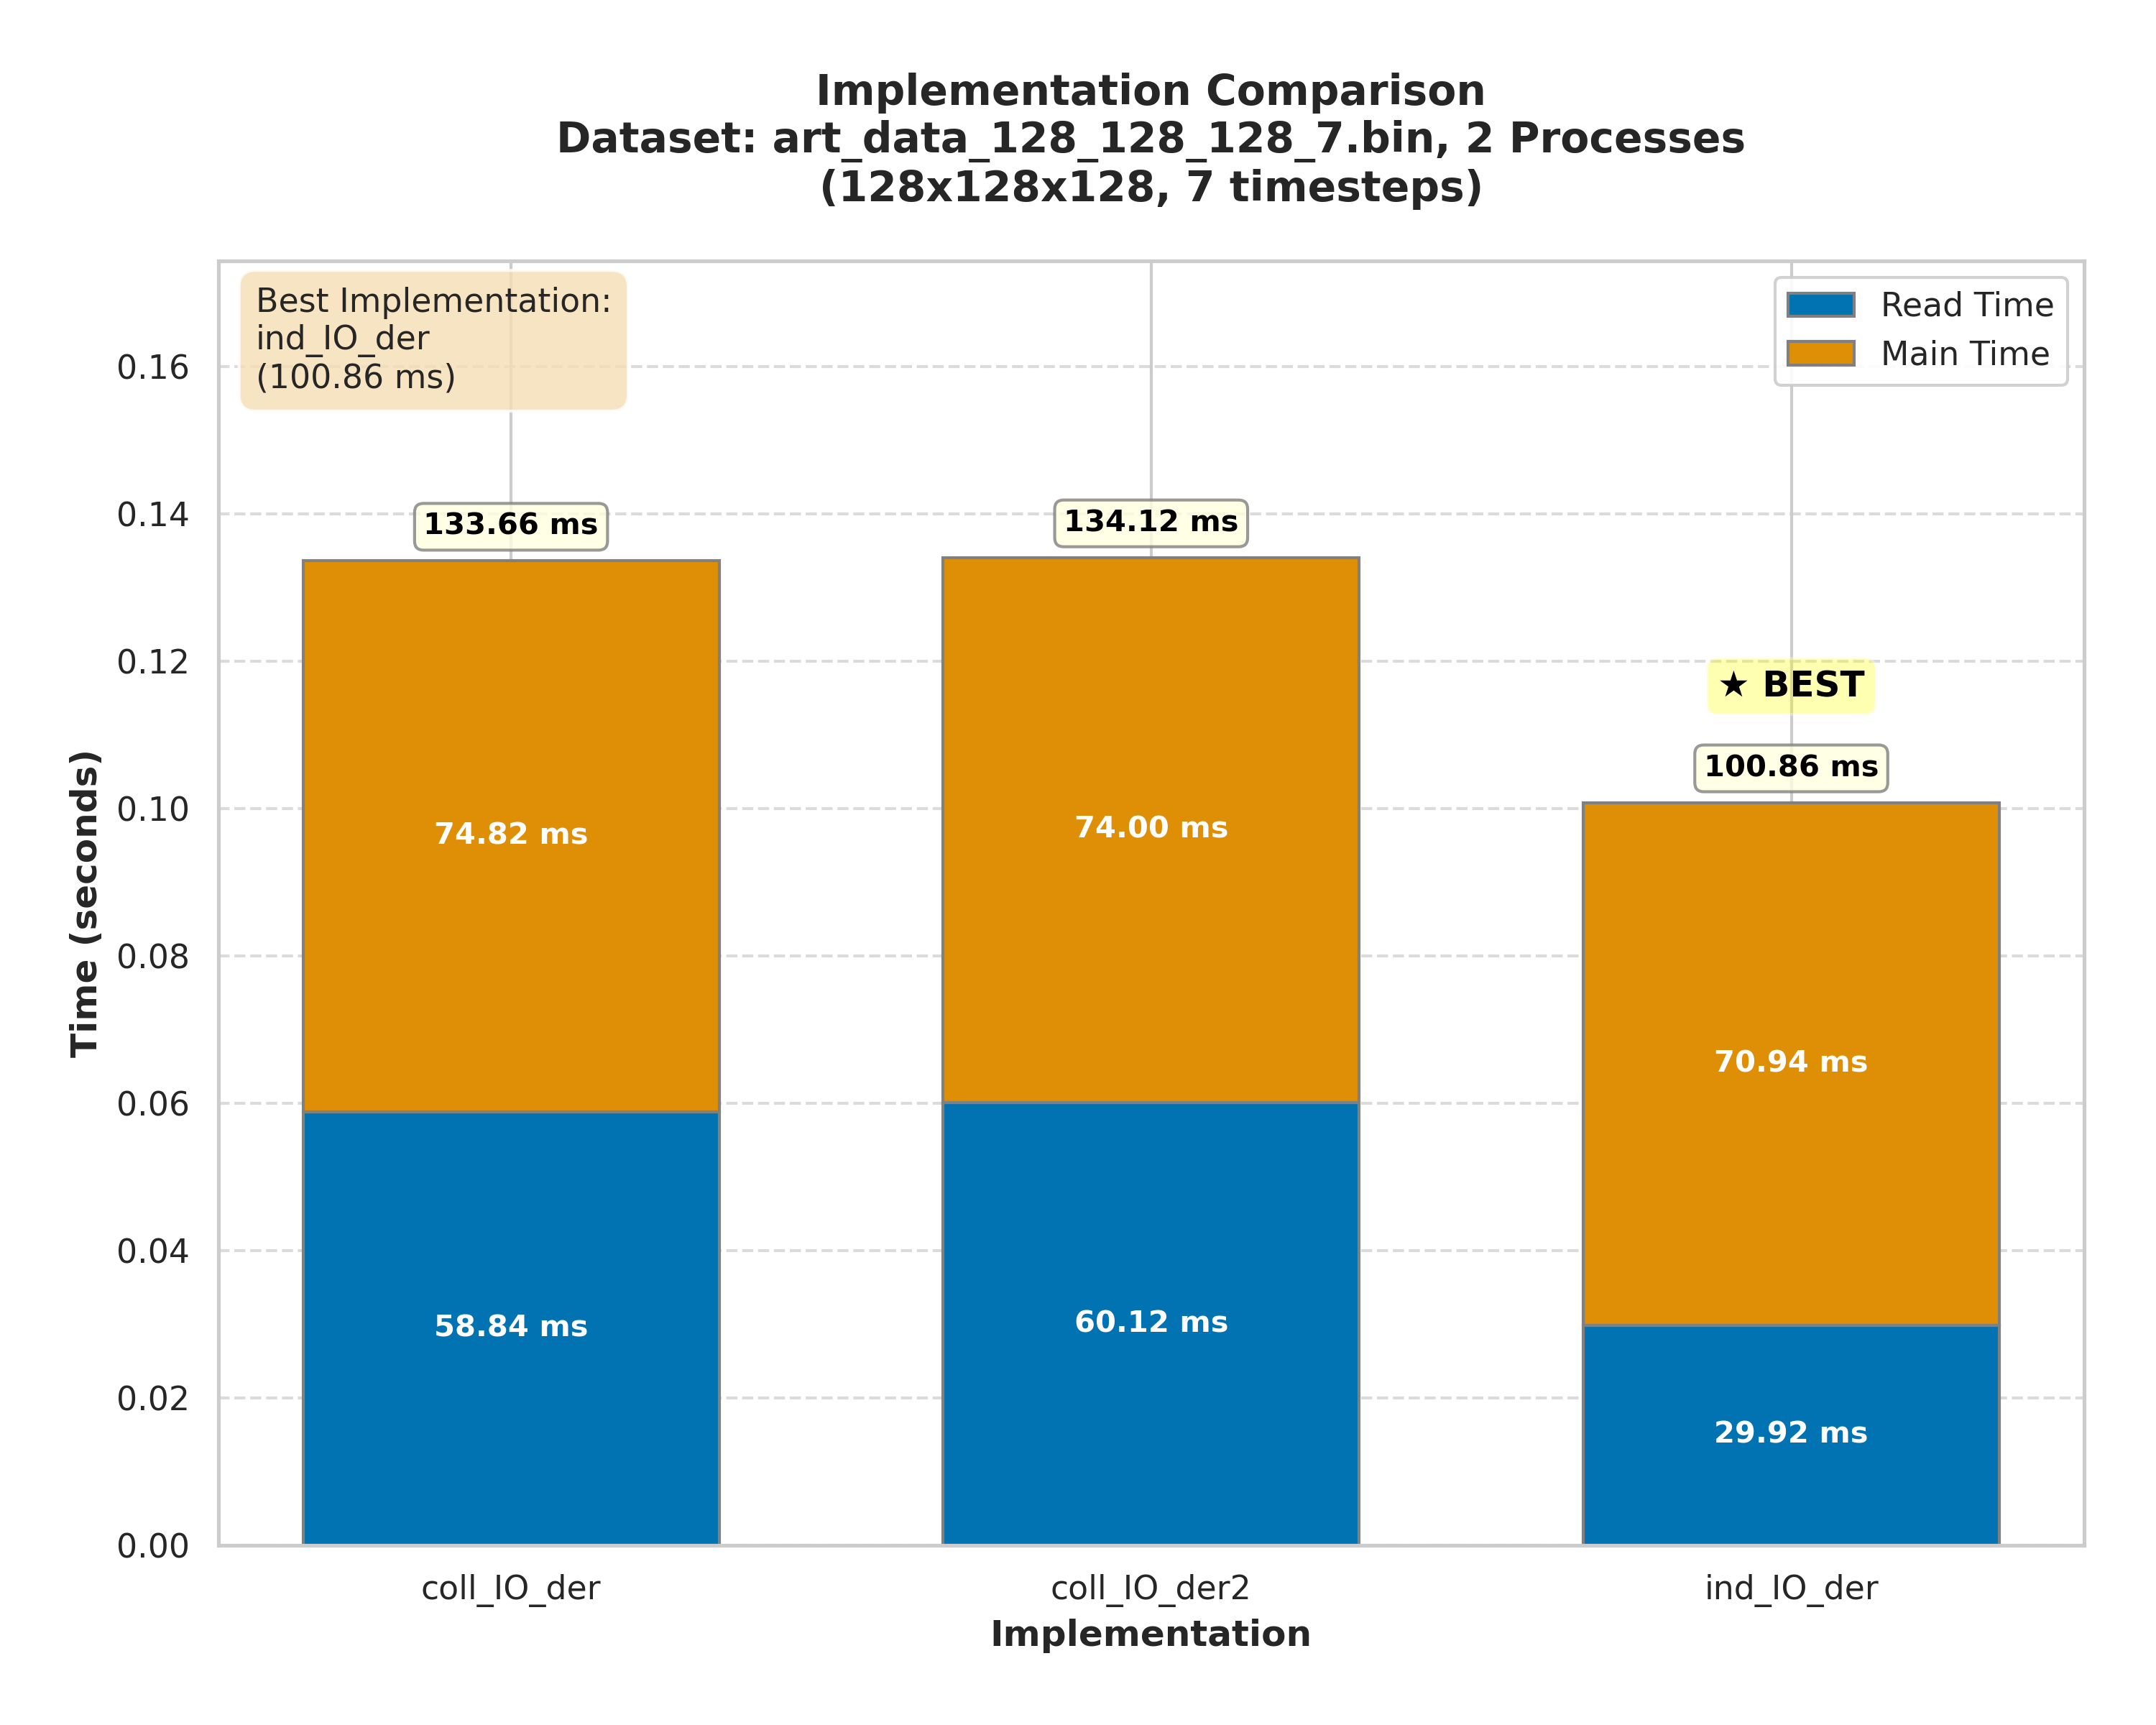 Implementation Comparison
Dataset: art_data_128_128_128_7.bin, 2 Processes
(128x128x128, 7 timesteps)
Best Implementation:
ind_IO_der
(100.86 ms)
Read Time
Main Time
0.16
0.14
0.12
0.10
0.08
0.06
0.04
0.02
0.00
Time (seconds)
133.66 ms
134.12 ms
★ BEST
100.86 ms
74.82 ms
74.00 ms
70.94 ms
58.84 ms
60.12 ms
29.92 ms
coll_IO_der
coll_IO_der2
ind_IO_der
Implementation